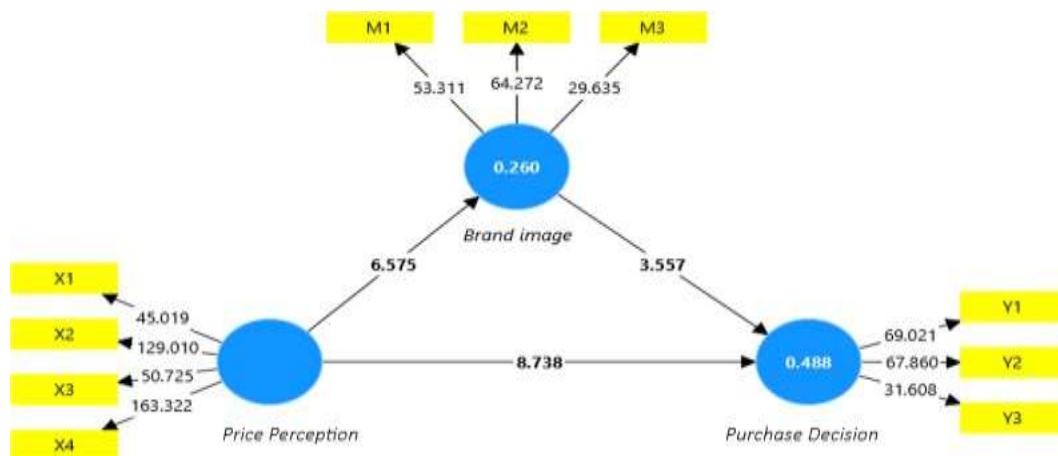 M1
M2
M3
53.311
64.272
29.635
0.260
Brand image
6.575
3.557
X1
X2
X3
X4
45.019
129.010
50.725
163.322
Price Perception
8.738
0.488
Purchase Decision
69.021
67.860
31.608
Y1
Y2
Y3